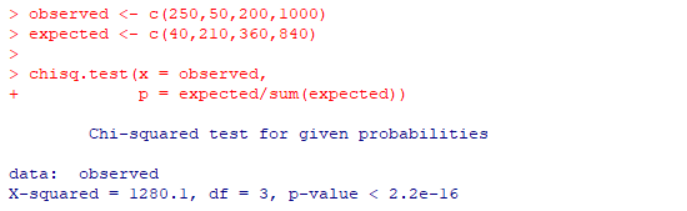 > observed <- c(250,50,200,1000)
> expected <- c(40,210,360,840)
>
> chisq.test(x = observed,
+            p = expected/sum(expected))
        Chi-squared test for given probabilities
data:  observed
X-squared = 1280.1, df = 3, p-value < 2.2e-16